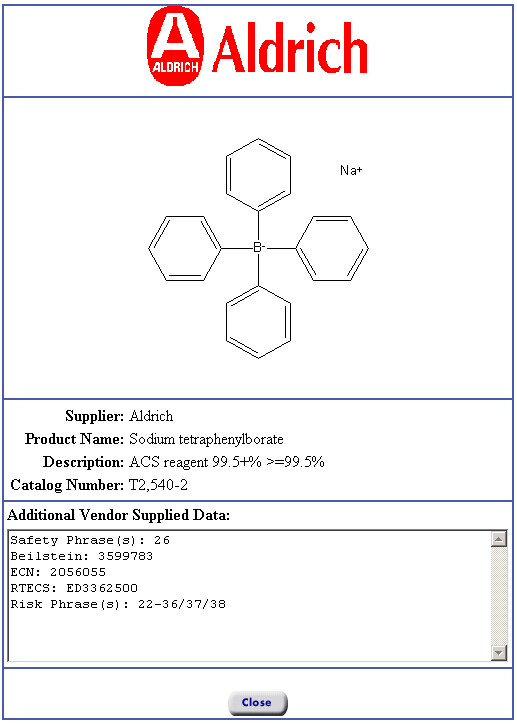 ALDRICH Aldrich
Na+
B-
Supplier: Aldrich
Product Name: Sodium tetraphenylborate
Description: ACS reagent 99.5+% >=99.5%
Catalog Number: T2,540-2
Additional Vendor Supplied Data:
Safety Phrase(s): 26
Beilstein: 3599783
ECN: 2056055
RTECS: ED3362500
Risk Phrase(s): 22-36/37/38
Close